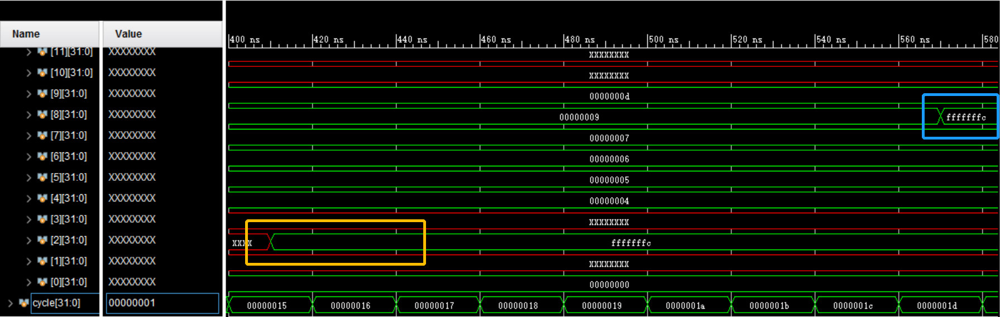 Name Value
400 ns 420 ns 440 ns 460 ns 480 ns 500 ns 520 ns 540 ns 560 ns 580
[11][31:0] XXXXXXXX XXXXXXXX
[10][31:0] XXXXXXXX XXXXXXXX
[9][31:0] XXXXXXXX 0000000d
[8][31:0] XXXXXXXX 00000009 fffffffc
[7][31:0] XXXXXXXX 00000007
[6][31:0] XXXXXXXX 00000006
[5][31:0] XXXXXXXX 00000005
[4][31:0] XXXXXXXX 00000004
[3][31:0] XXXXXXXX XXXXXXXX
[2][31:0] XXXXXXXX XXXX fffffffc
[1][31:0] XXXXXXXX XXXXXXXX
[0][31:0] XXXXXXXX 00000000
cycle[31:0] 00000001 00000015 00000016 00000017 00000018 00000019 0000001a 0000001b 0000001c 0000001d